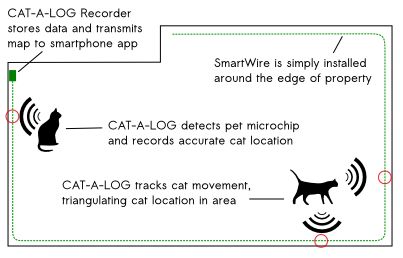 CAT-A-LOG Recorder
stores data and transmits
map to smartphone app
SmartWire is simply installed
around the edge of property
CAT-A-LOG detects pet microchip
and records accurate cat location
CAT-A-LOG tracks cat movement,
triangulating cat location in area